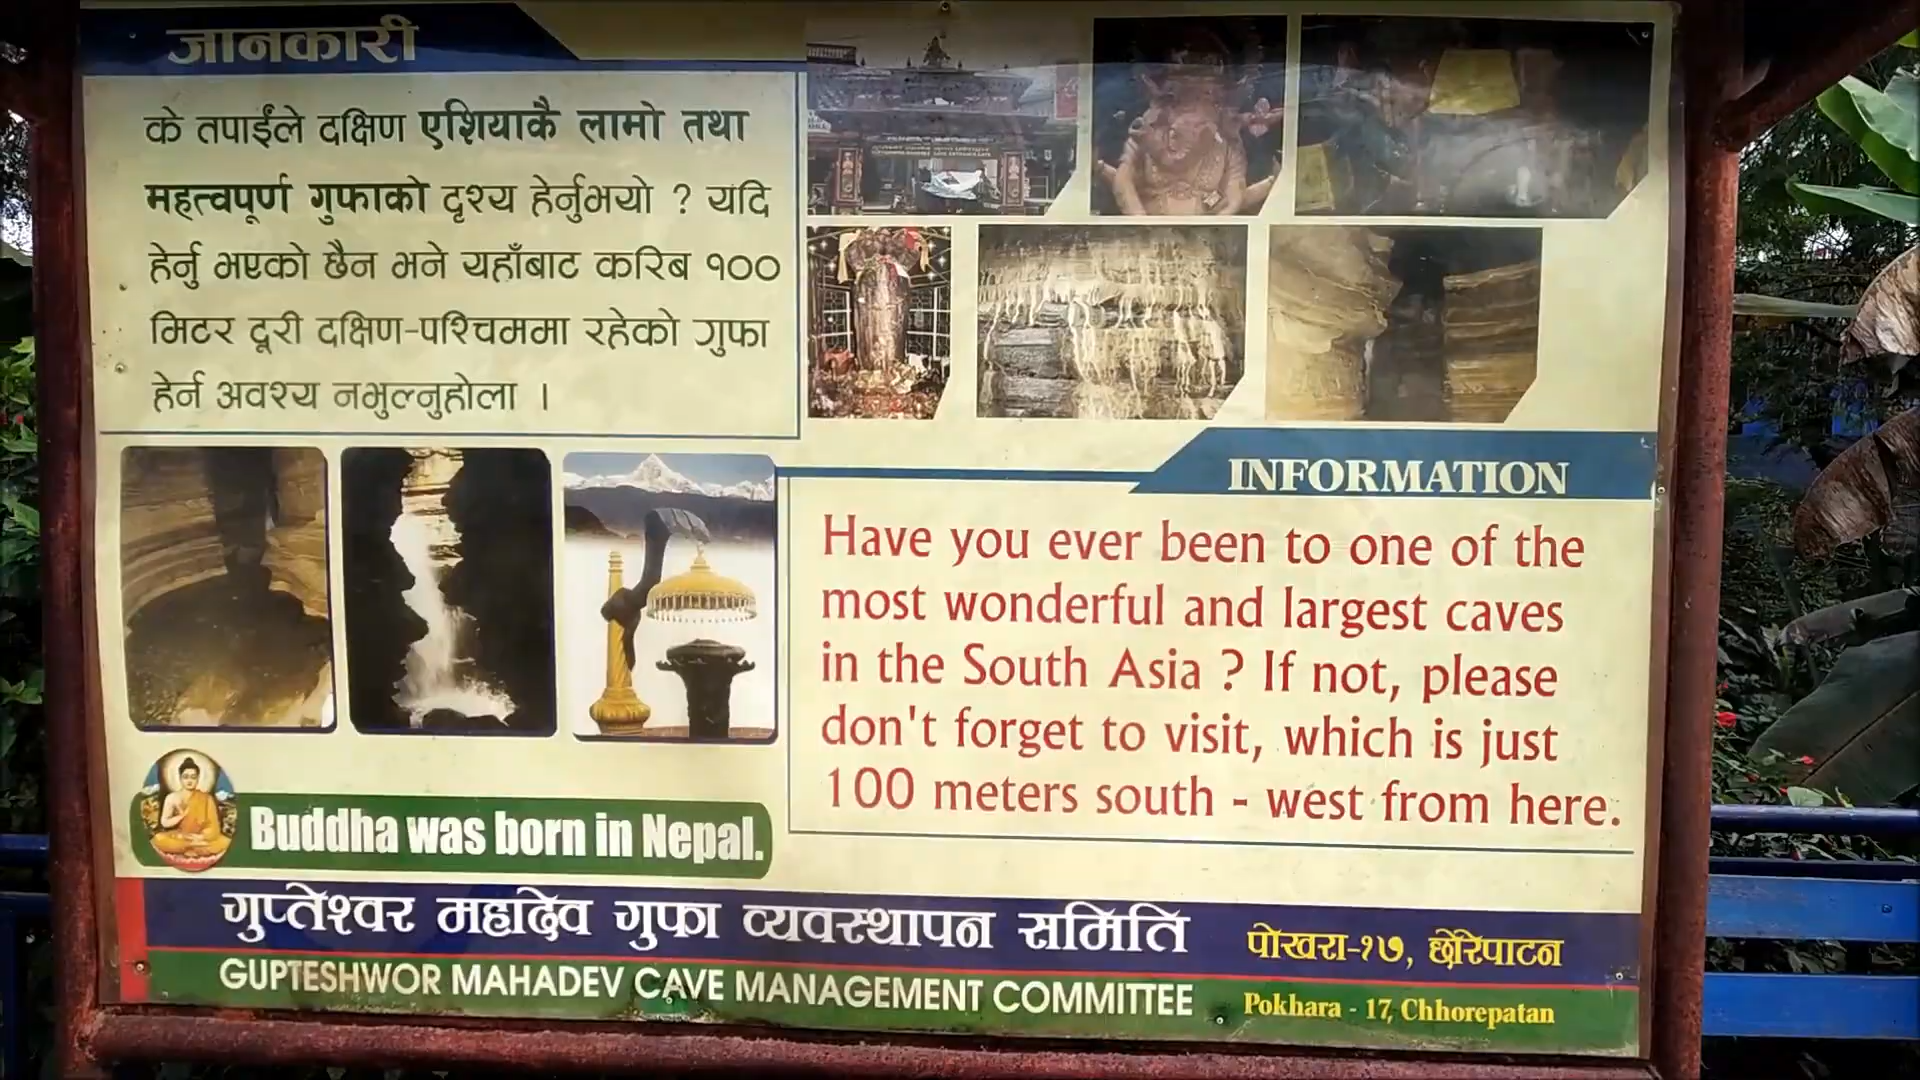 जानकारी
के तपाईंले दक्षिण एशियाकै लामो तथा
महत्वपूर्ण गुफाको दृश्य हेर्नुभयो ? यदि
हेर्नु भएको छैन भने यहाँबाट करिब १००
मिटर दूरी दक्षिण-पश्चिममा रहेको गुफा
हेर्न अवश्य नभुल्नुहोला ।
INFORMATION
Have you ever been to one of the
most wonderful and largest caves
in the South Asia ? If not, please
don't forget to visit, which is just
100 meters south - west from here.
Buddha was born in Nepal.
गुप्तेश्वर महादेव गुफा व्यवस्थापन समिति
पोखरा-१७, छोरेपाटन
GUPTESHWOR MAHADEV CAVE MANAGEMENT COMMITTEE
Pokhara - 17, Chhorepatan